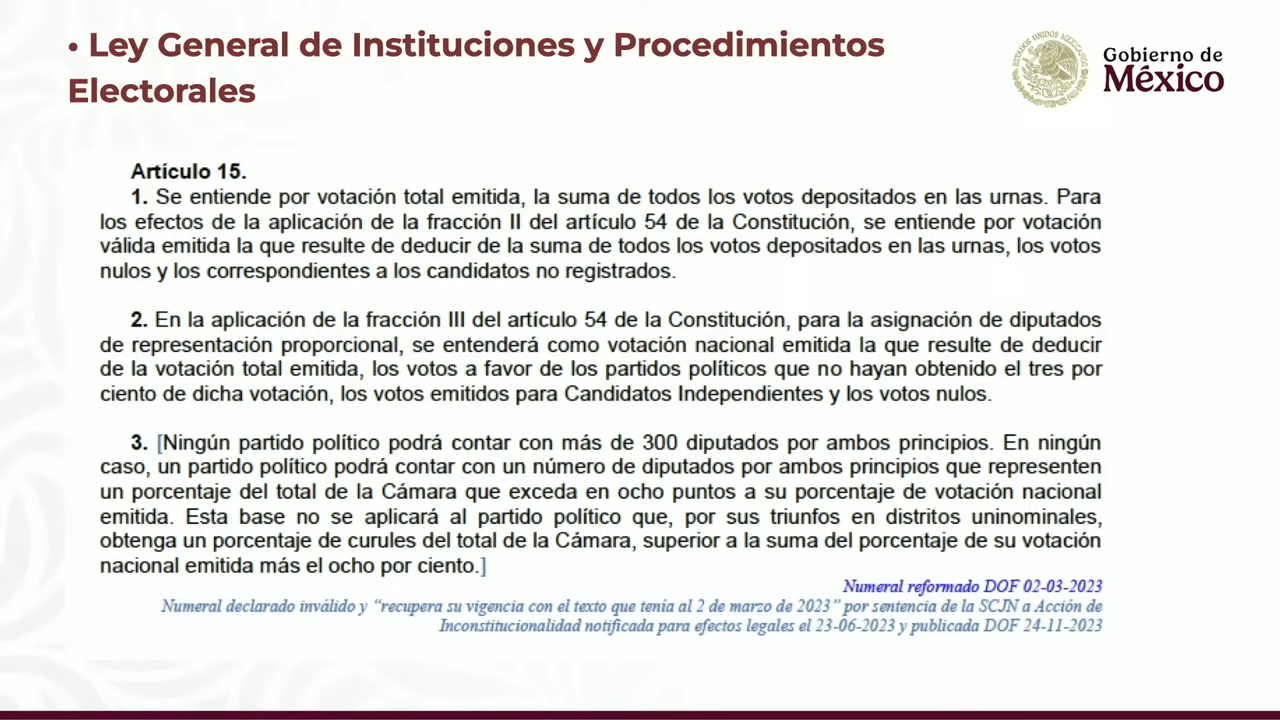 • Ley General de Instituciones y Procedimientos
Electorales
Gobierno de
México
Artículo 15.
1. Se entiende por votación total emitida, la suma de todos los votos depositados en las urnas. Para
los efectos de la aplicación de la fracción II del artículo 54 de la Constitución, se entiende por votación
válida emitida la que resulte de deducir de la suma de todos los votos depositados en las urnas, los votos
nulos y los correspondientes a los candidatos no registrados.
2. En la aplicación de la fracción III del artículo 54 de la Constitución, para la asignación de diputados
de representación proporcional, se entenderá como votación nacional emitida la que resulte de deducir
de la votación total emitida, los votos a favor de los partidos políticos que no hayan obtenido el tres por
ciento de dicha votación, los votos emitidos para Candidatos Independientes y los votos nulos.
3. [Ningún partido político podrá contar con más de 300 diputados por ambos principios. En ningún
caso, un partido político podrá contar con un número de diputados por ambos principios que representen
un porcentaje del total de la Cámara que exceda en ocho puntos a su porcentaje de votación nacional
emitida. Esta base no se aplicará al partido político que, por sus triunfos en distritos uninominales,
obtenga un porcentaje de curules del total de la Cámara, superior a la suma del porcentaje de su votación
nacional emitida más el ocho por ciento.]
Numeral reformado DOF 02-03-2023
Numeral declarado inválido y “recupera su vigencia con el texto que tenía al 2 de marzo de 2023” por sentencia de la SCJN a Acción de
Inconstitucionalidad notificada para efectos legales el 23-06-2023 y publicada DOF 24-11-2023